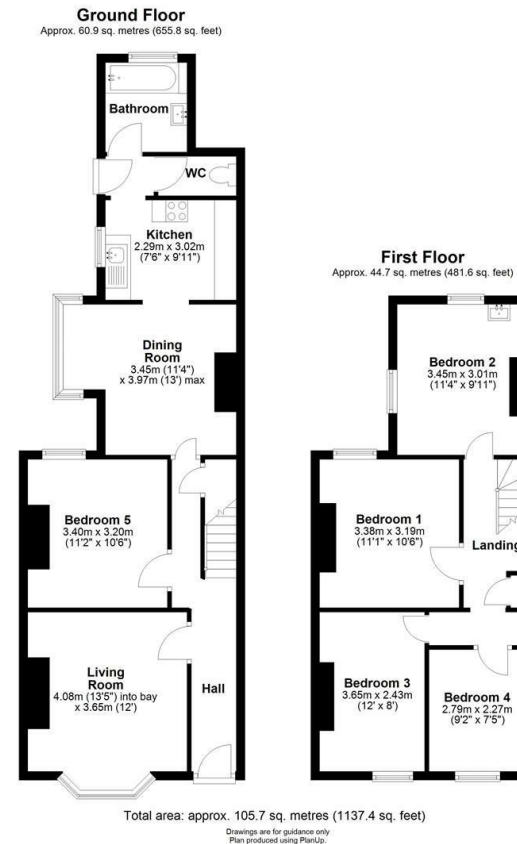 Ground Floor
Approx. 60.9 sq. metres (655.8 sq. feet)
Bathroom
WC
Kitchen
2.29m x 3.02m
(7'6" x 9'11")
Dining
Room
3.45m (11'4")
x 3.97m (13') max
Bedroom 5
3.40m x 3.20m
(11'2" x 10'6")
Living
Room
4.08m (13'5") into bay
x 3.65m (12')
Hall
First Floor
Approx. 44.7 sq. metres (481.6 sq. feet)
Bedroom 2
3.45m x 3.01m
(11'4" x 9'11")
Bedroom 1
3.38m x 3.19m
(11'1" x 10'6")
Landing
Bedroom 3
3.65m x 2.43m
(12' x 8')
Bedroom 4
2.79m x 2.27m
(9'2" x 7'5")
Total area: approx. 105.7 sq. metres (1137.4 sq. feet)
Drawings are for guidance only
Plan produced using PlanUp.